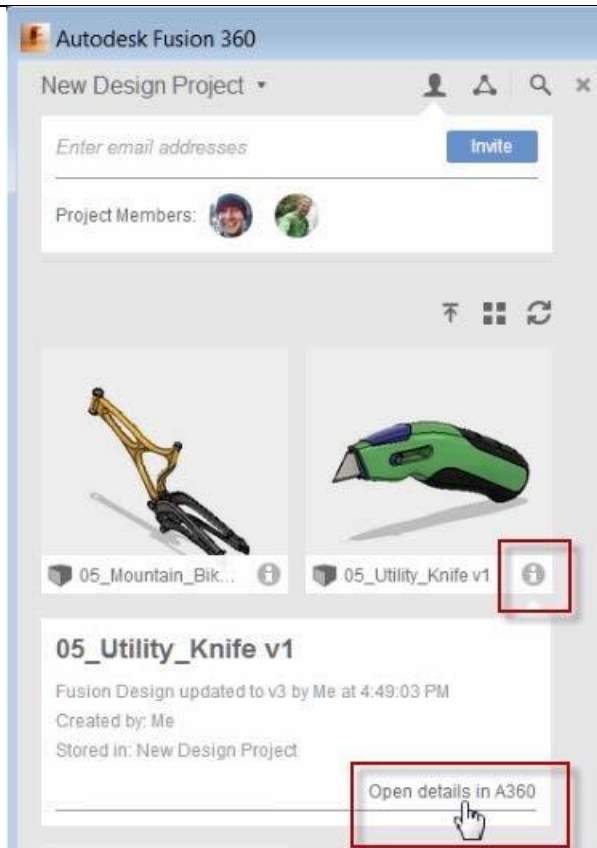 Autodesk Fusion 360
New Design Project
Enter email addresses
Invite
Project Members:
05_Mountain_Bik...
05_Utility_Knife v1
05_Utility_Knife v1
Fusion Design updated to v3 by Me at 4:49:03 PM
Created by: Me
Stored in: New Design Project
Open details in A360